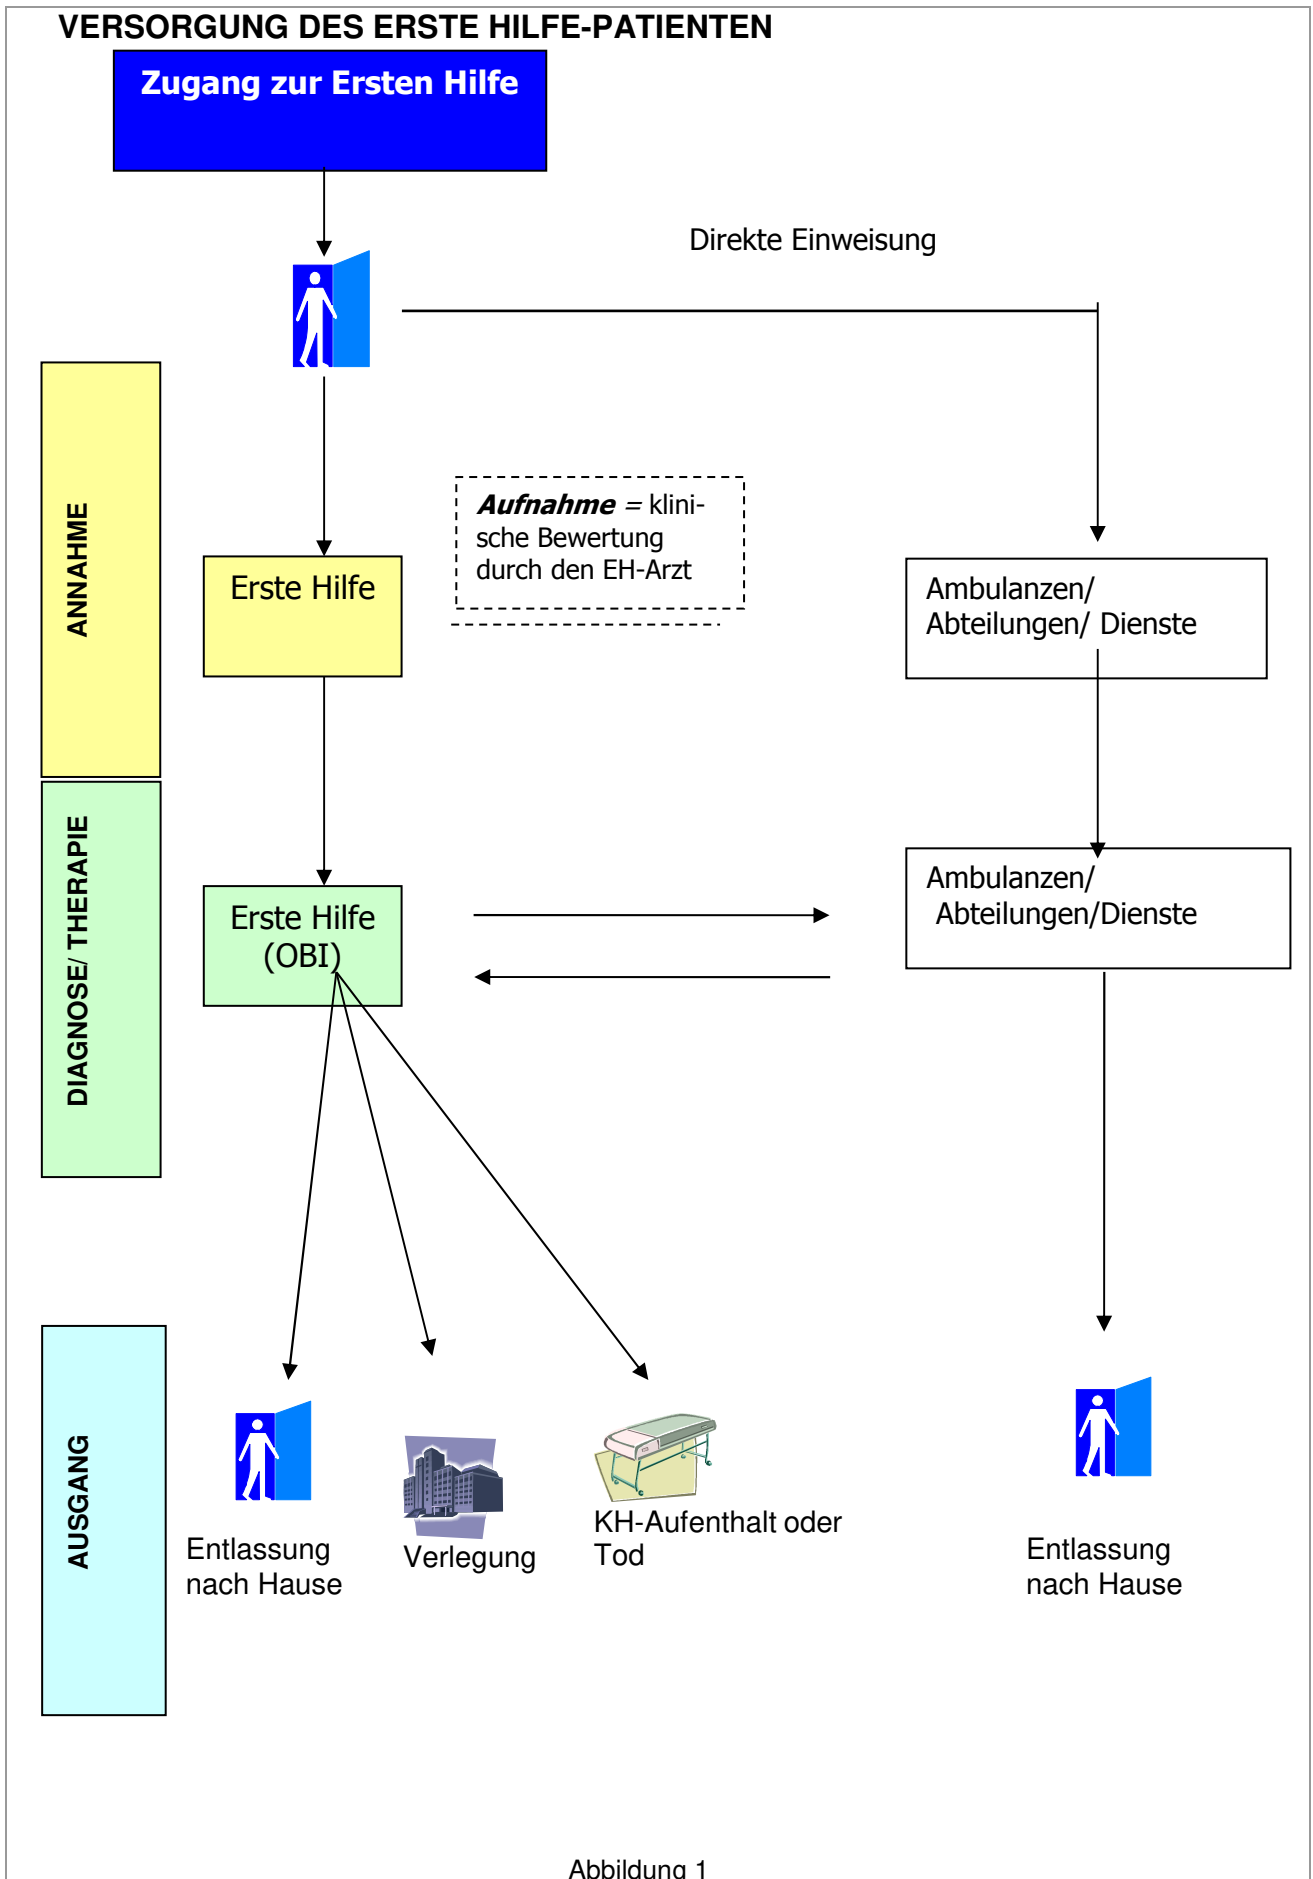 VERSORGUNG DES ERSTE HILFE-PATIENTEN
Zugang zur Ersten Hilfe
Direkte Einweisung
ANNAHME
Aufnahme = klini-
sche Bewertung
durch den EH-Arzt
Erste Hilfe
Ambulanzen/
Abteilungen/ Dienste
DIAGNOSE/ THERAPIE
Erste Hilfe
(OBI)
Ambulanzen/
Abteilungen/Dienste
AUSGANG
Entlassung
nach Hause
Verlegung
KH-Aufenthalt oder
Tod
Entlassung
nach Hause
Abbildung 1